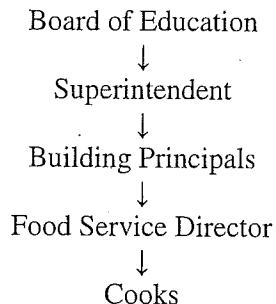 Board of Education
↓
Superintendent
↓
Building Principals
↓
Food Service Director
↓
Cooks